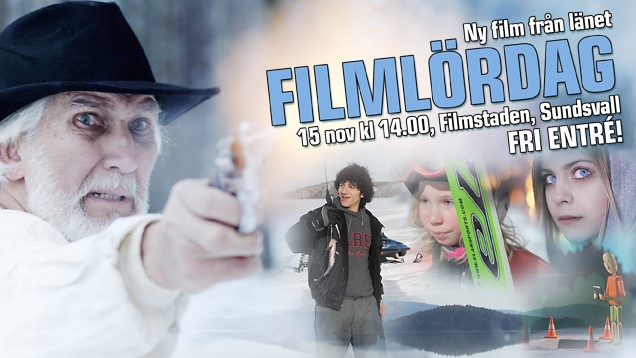 Ny film från länet
FILMLÖRDAG
15 nov kl 14.00, Filmstaden, Sundsvall
FRI ENTRÉ!